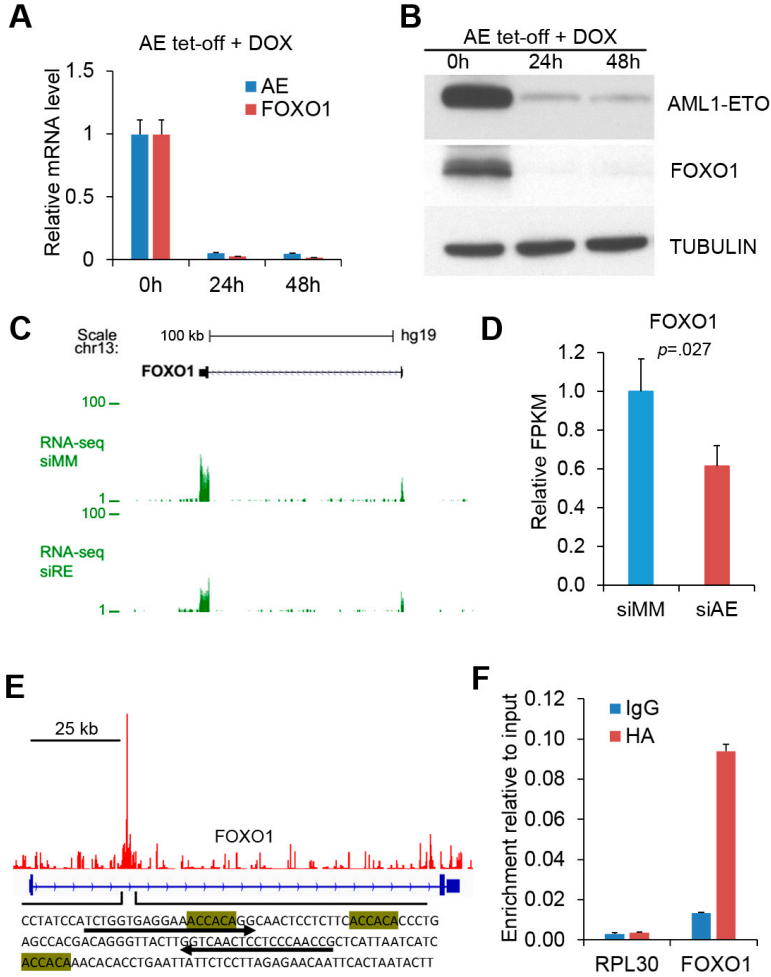 A
AE tet-off + DOX
Relative mRNA level
1.5
1
0.5
0
AE
FOXO1
0h 24h 48h
B
AE tet-off + DOX
0h 24h 48h
AML1-ETO
FOXO1
TUBULIN
C
Scale
chr13:
100 kb
hg19
FOXO1
100
RNA-seq
siMM
1
100
RNA-seq
siRE
1
D
FOXO1
p=.027
Relative FPKM
1.2
1.0
0.8
0.6
0.4
0.2
0.0
siMM siAE
E
25 kb
FOXO1
CCTATCCATCTGGTGAGGAAACCACAGGCAACTCCTCTTCACCACACCCTG
AGCCACGACAGGGTTACTTGGTCAACTCCTCCCAACCGCTCATTAATCATC
ACCACAAACACACCTGAATTATTCTCCTTAGAGAACAATTCACTAATACTT
F
Enrichment relative to input
0.12
0.10
0.08
0.06
0.04
0.02
0.00
IgG
HA
RPL30 FOXO1